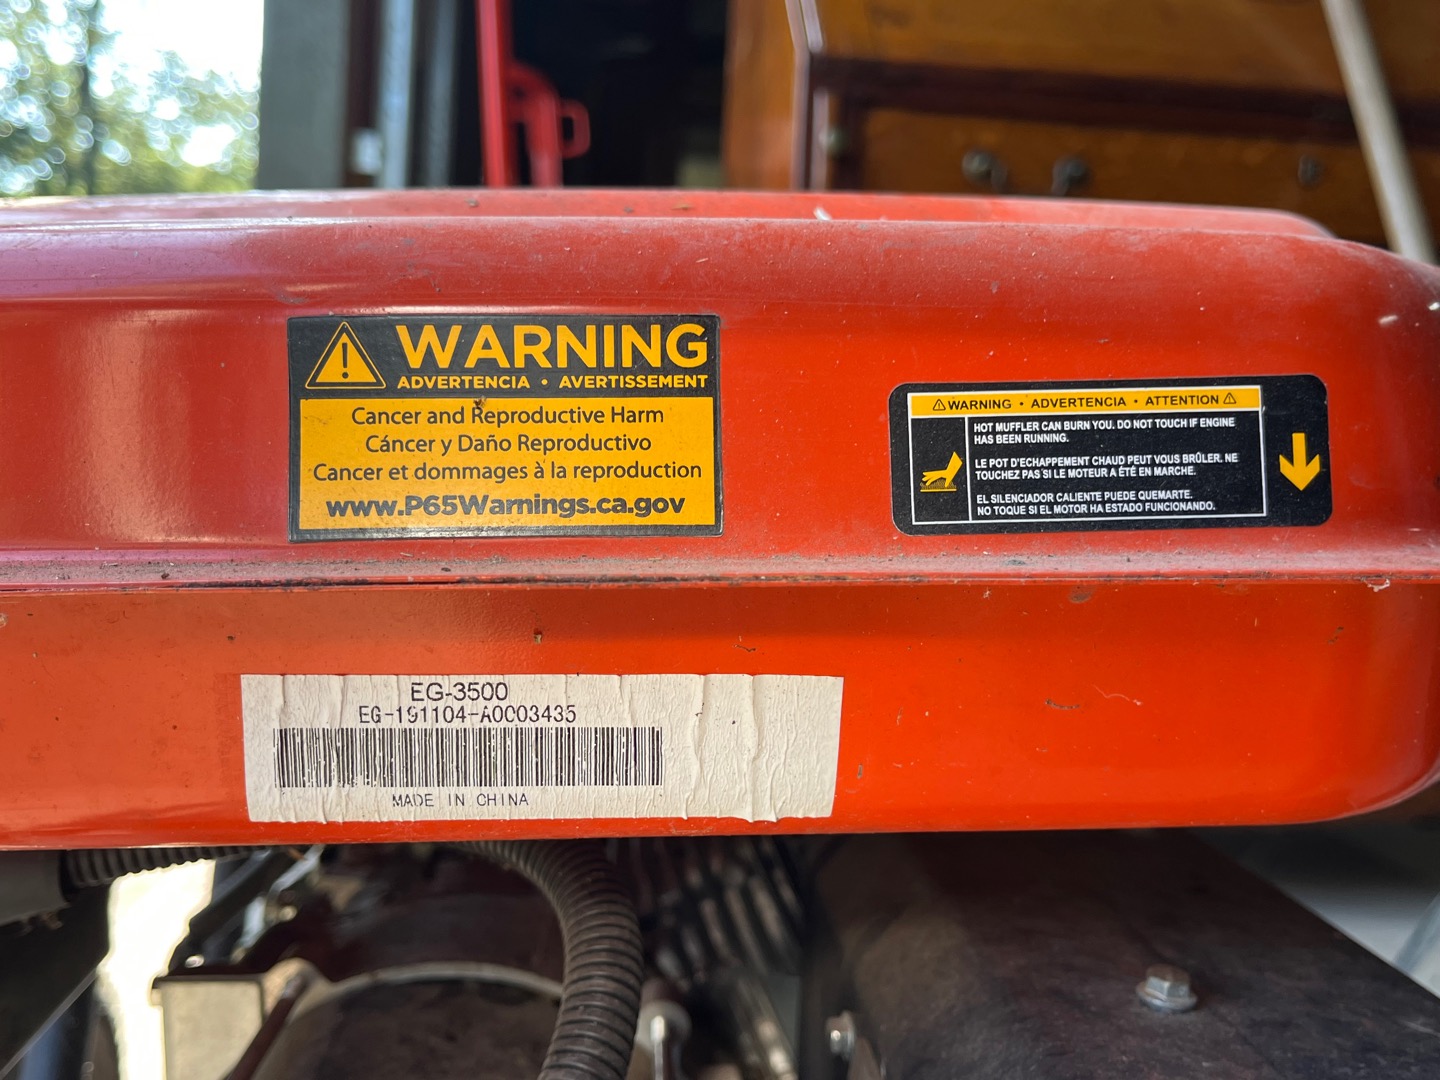 WARNING
ADVERTENCIA • AVERTISSEMENT
Cancer and Reproductive Harm
Cáncer y Daño Reproductivo
Cancer et dommages à la reproduction
www.P65Warnings.ca.gov
WARNING • ADVERTENCIA • ATTENTION
HOT MUFFLER CAN BURN YOU. DO NOT TOUCH IF ENGINE
HAS BEEN RUNNING.
LE POT D'ECHAPPEMENT CHAUD PEUT VOUS BRÛLER. NE
TOUCHEZ PAS SI LE MOTEUR A ÉTÉ EN MARCHE.
EL SILENCIADOR CALIENTE PUEDE QUEMARTE.
NO TOQUE SI EL MOTOR HA ESTADO FUNCIONANDO.
EG-3500
EG-191104-A0003435
MADE IN CHINA